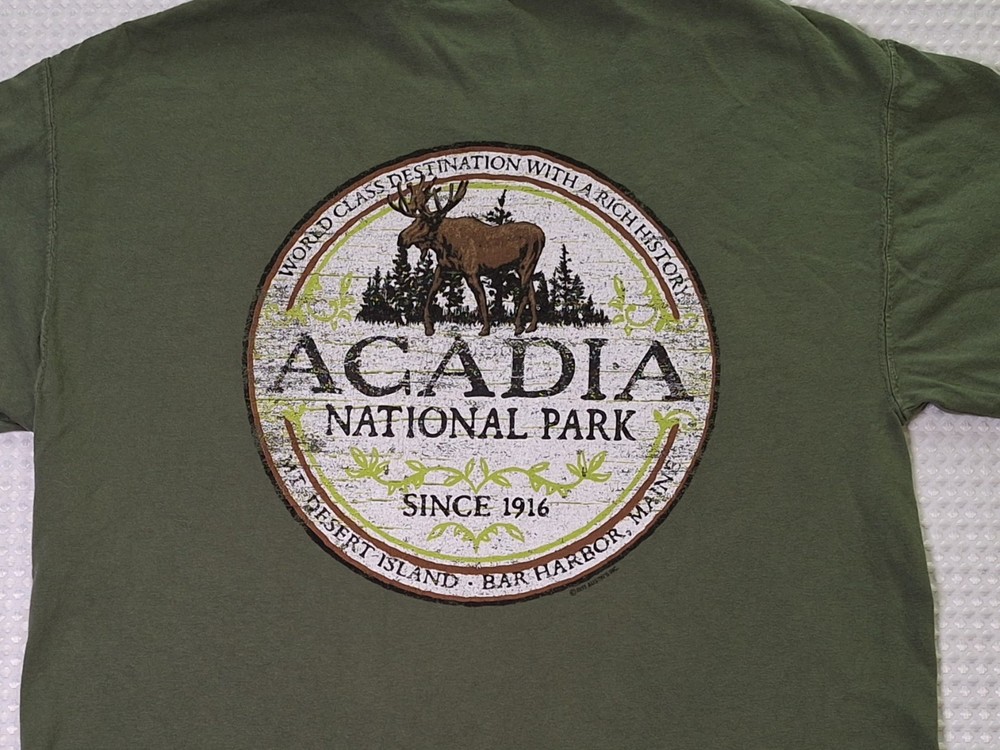 WORLD CLASS DESTINATION WITH A RICH HISTORY
ACADIA
NATIONAL PARK
SINCE 1916
MT. DESERT ISLAND · BAR HARBOR, MAINE